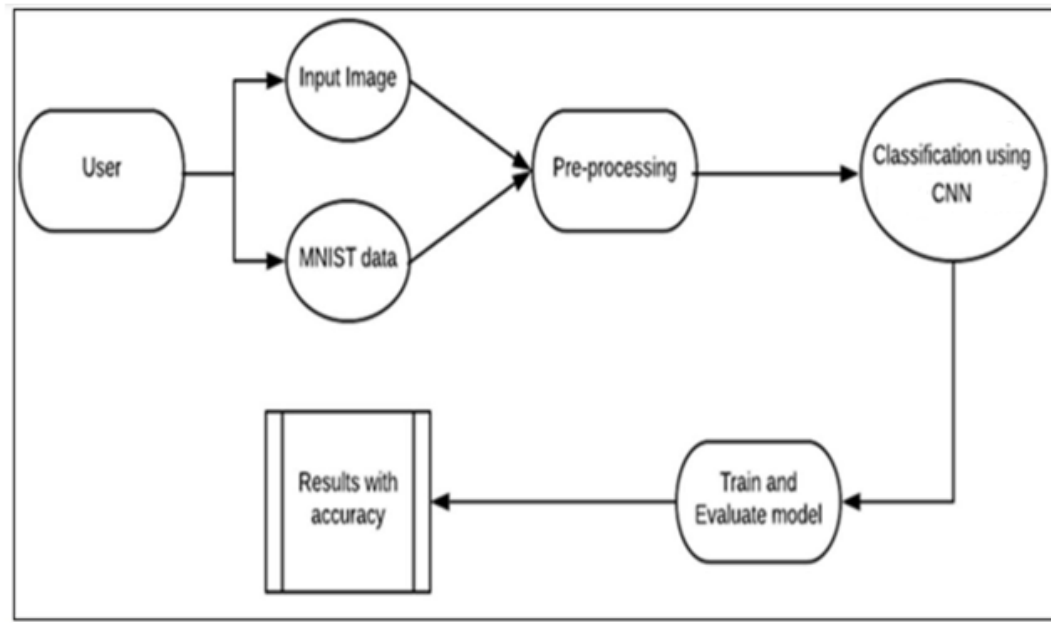 User
Input Image
MNIST data
Pre-processing
Classification using
CNN
Train and
Evaluate model
Results with
accuracy